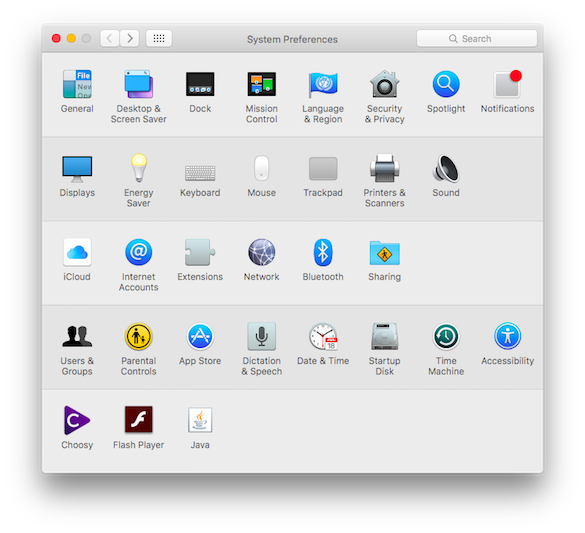 System Preferences
Search
File
New
General
Desktop &
Screen Saver
Dock
Mission
Control
Language
& Region
Security
& Privacy
Spotlight
Notifications
Displays
Energy
Saver
Keyboard
Mouse
Trackpad
Printers &
Scanners
Sound
iCloud
@
Internet
Accounts
Extensions
Network
Bluetooth
Sharing
Users &
Groups
Parental
Controls
App Store
Dictation
& Speech
18
Date & Time
Startup
Disk
Time
Machine
Accessibility
C
Choosy
Flash Player
Java